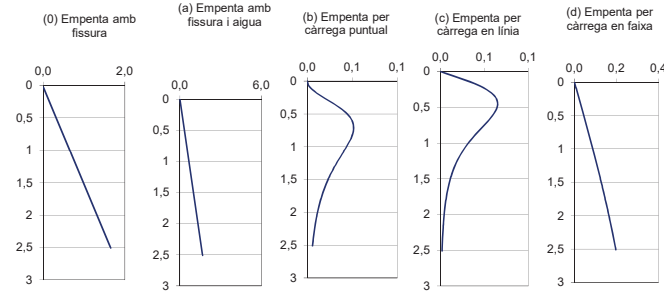 (0) Empenta amb
fissura
0,0 2,0
0
0,5
1
1,5
2
2,5
3
(a) Empenta amb
fissura i aigua
0,0 6,0
0
0,5
1
1,5
2
2,5
3
(b) Empenta per
càrrega puntual
0,0 0,1 0,1
0
0,5
1
1,5
2
2,5
3
(c) Empenta per
càrrega en línia
0,0 0,1 0,1
0
0,5
1
1,5
2
2,5
3
(d) Empenta per
càrrega en faixa
0,0 0,2 0,4
0
0,5
1
1,5
2
2,5
3